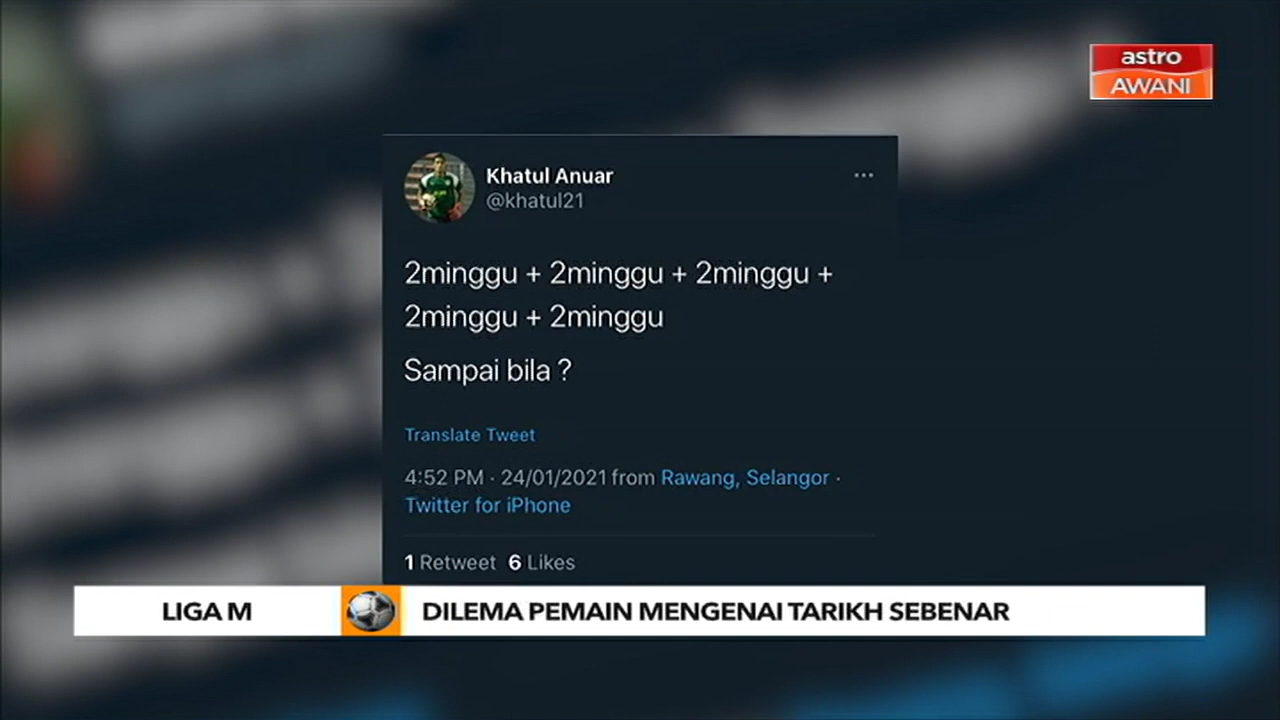 astro
AWANI
Khatul Anuar
@khatul21
2minggu + 2minggu + 2minggu +
2minggu + 2minggu
Sampai bila ?
Translate Tweet
4:52 PM · 24/01/2021 from Rawang, Selangor ·
Twitter for iPhone
1 Retweet 6 Likes
LIGA M DILEMA PEMAIN MENGENAI TARIKH SEBENAR